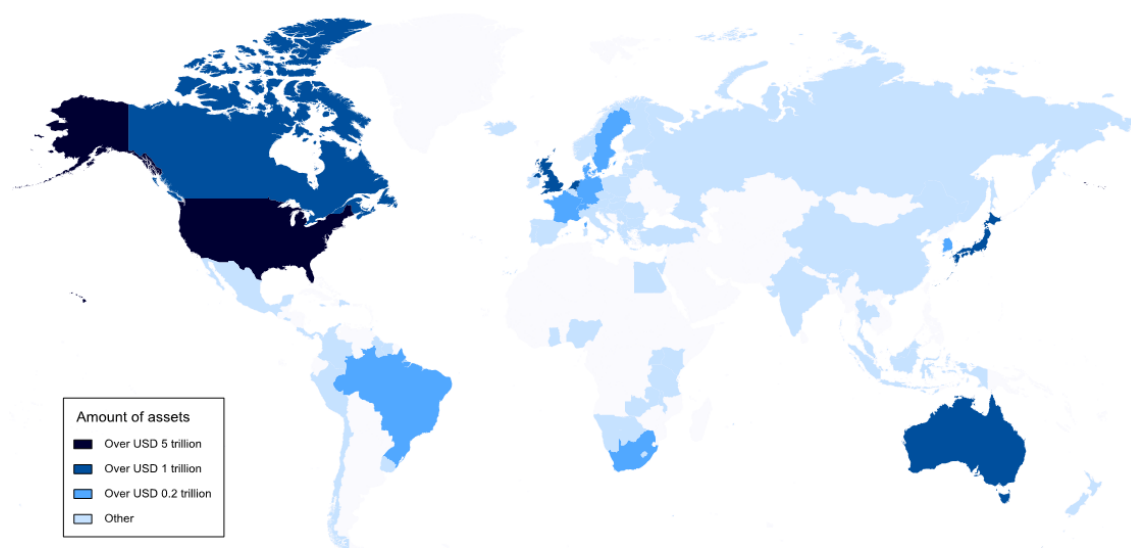 Amount of assets
Over USD 5 trillion
Over USD 1 trillion
Over USD 0.2 trillion
Other